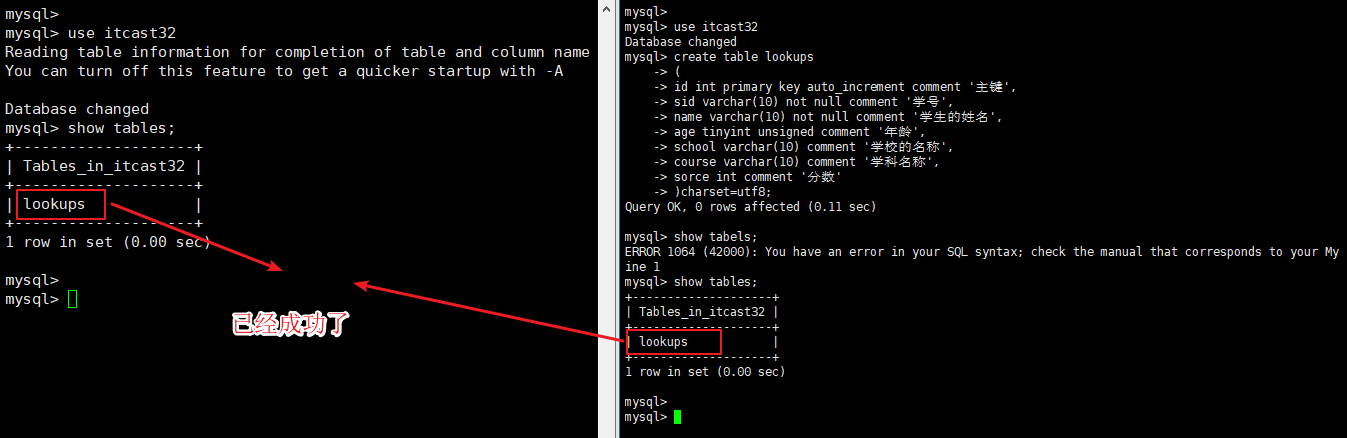 mysql>
mysql> use itcast32
Reading table information for completion of table and column name
You can turn off this feature to get a quicker startup with -A
Database changed
mysql> show tables;
+--------------------+
| Tables_in_itcast32 |
+--------------------+
| lookups            |
+--------------------+
1 row in set (0.00 sec)
mysql>
mysql>
已经成功了
mysql>
mysql> use itcast32
Database changed
mysql> create table lookups
    -> (
    -> id int primary key auto_increment comment '主键',
    -> sid varchar(10) not null comment '学号',
    -> name varchar(10) not null comment '学生的姓名',
    -> age tinyint unsigned comment '年龄',
    -> school varchar(10) comment '学校的名称',
    -> course varchar(10) comment '学科名称',
    -> sorce int comment '分数'
    -> )charset=utf8;
Query OK, 0 rows affected (0.11 sec)
mysql> show tabels;
ERROR 1064 (42000): You have an error in your SQL syntax; check the manual that corresponds to your My
ine 1
mysql> show tables;
+--------------------+
| Tables_in_itcast32 |
+--------------------+
| lookups            |
+--------------------+
1 row in set (0.00 sec)
mysql>
mysql>